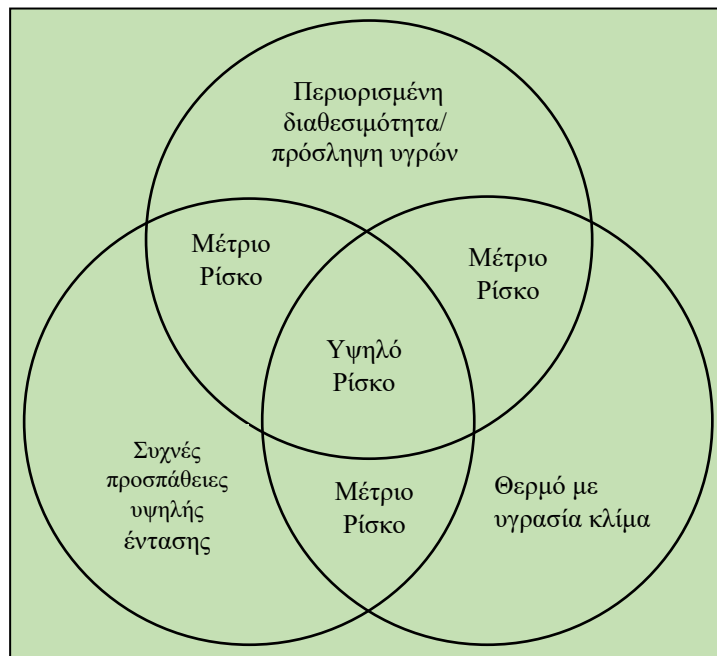 Περιορισμένη
διαθεσιμότητα/
πρόσληψη υγρών
Μέτριο
Ρίσκο
Μέτριο
Ρίσκο
Υψηλό
Ρίσκο
Συχνές
προσπάθειες
υψηλής
έντασης
Μέτριο
Ρίσκο
Θερμό με
υγρασία κλίμα